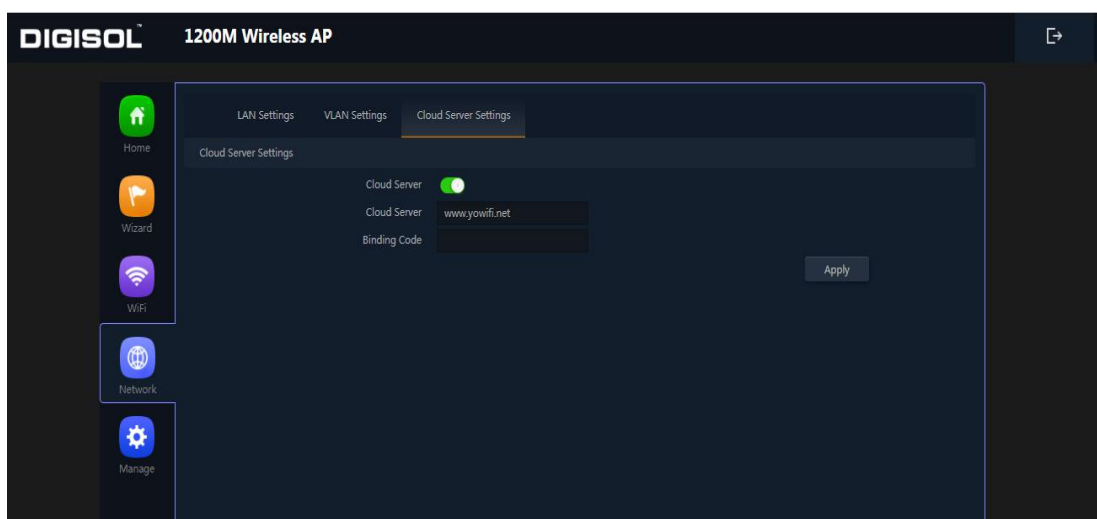 DIGISOL™ 1200M Wireless AP
Home
Wizard
WiFi
Network
Manage
LAN Settings VLAN Settings Cloud Server Settings
Cloud Server Settings
Cloud Server
Cloud Server www.yowifi.net
Binding Code
Apply